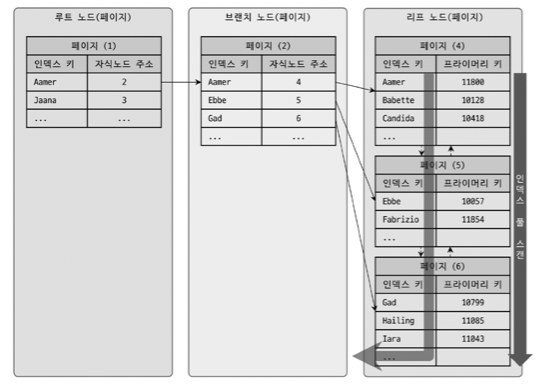 루트 노드(페이지)
페이지 (1)
인덱스 키 자식노드 주소
Aamer 2
Jaana 3
... ...
브랜치 노드(페이지)
페이지 (2)
인덱스 키 자식노드 주소
Aamer 4
Ebbe 5
Gad 6
... ...
리프 노드(페이지)
페이지 (4)
인덱스 키 프라이머리 키
Aamer 11800
Babette 10128
Candida 10418
...
페이지 (5)
인덱스 키 프라이머리 키
Ebbe 10057
Fabrizio 11854
...
페이지 (6)
인덱스 키 프라이머리 키
Gad 10799
Hailing 11085
Iara 11043
...
인덱스 풀 스캔